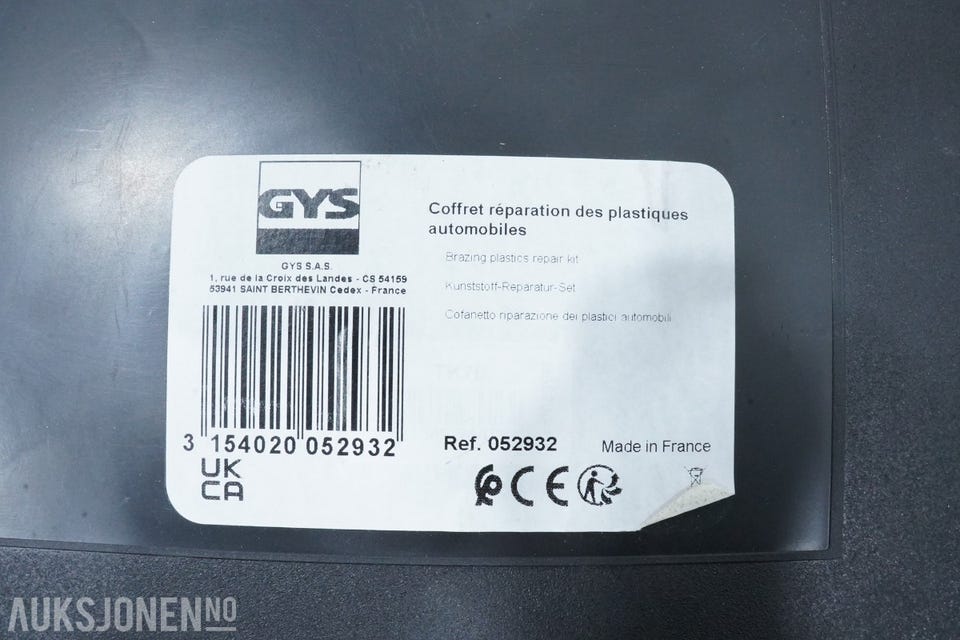 GYS
GYS S.A.S.
1, rue de la Croix des Landes - CS 54159
53941 SAINT BERTHEVIN Cedex - France
Coffret réparation des plastiques
automobiles
Brazing plastics repair kit
Kunststoff-Reparatur-Set
Cofanetto riparazione dei plastici automobili
3 154020 052932
UK
CA
Ref. 052932
Made in France
CE
AUKSJONEN.NO